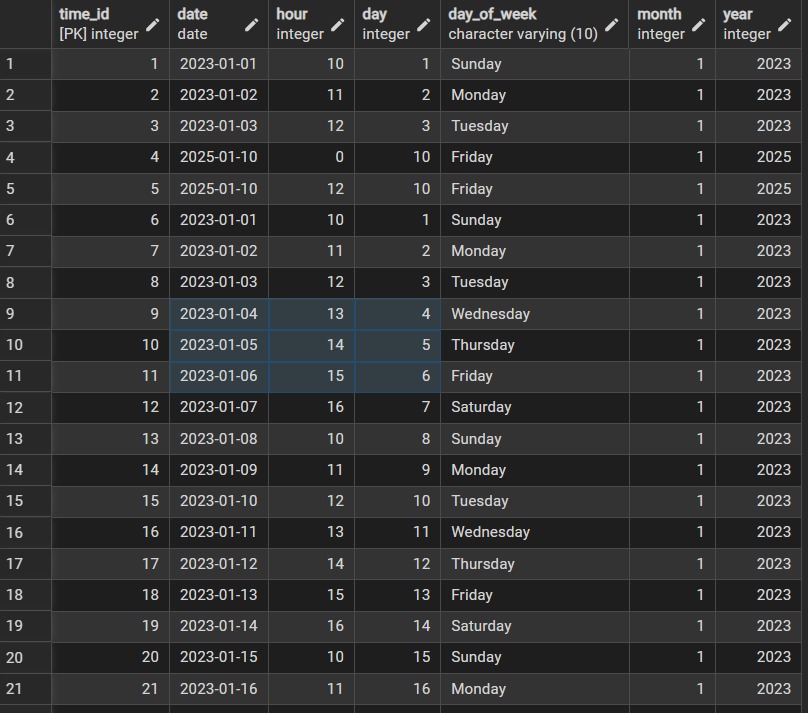 time_id date hour day day_of_week month year
[PK] integer date integer integer character varying (10) integer integer
1 1 2023-01-01 10 1 Sunday 1 2023
2 2 2023-01-02 11 2 Monday 1 2023
3 3 2023-01-03 12 3 Tuesday 1 2023
4 4 2025-01-10 0 10 Friday 1 2025
5 5 2025-01-10 12 10 Friday 1 2025
6 6 2023-01-01 10 1 Sunday 1 2023
7 7 2023-01-02 11 2 Monday 1 2023
8 8 2023-01-03 12 3 Tuesday 1 2023
9 9 2023-01-04 13 4 Wednesday 1 2023
10 10 2023-01-05 14 5 Thursday 1 2023
11 11 2023-01-06 15 6 Friday 1 2023
12 12 2023-01-07 16 7 Saturday 1 2023
13 13 2023-01-08 10 8 Sunday 1 2023
14 14 2023-01-09 11 9 Monday 1 2023
15 15 2023-01-10 12 10 Tuesday 1 2023
16 16 2023-01-11 13 11 Wednesday 1 2023
17 17 2023-01-12 14 12 Thursday 1 2023
18 18 2023-01-13 15 13 Friday 1 2023
19 19 2023-01-14 16 14 Saturday 1 2023
20 20 2023-01-15 10 15 Sunday 1 2023
21 21 2023-01-16 11 16 Monday 1 2023